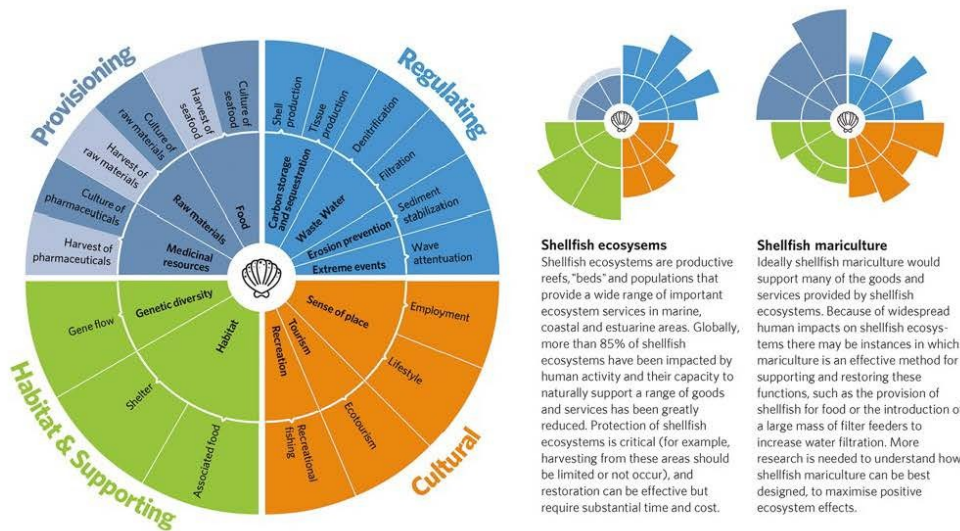 Provisioning
Harvest of
pharmaceuticals
Culture of
pharmaceuticals
Harvest of
raw materials
Culture of
raw materials
Harvest of
seafood
Culture of
seafood
Medicinal
resources
Raw materials
Food
Regulating
Shell
production
Tissue
production
Denitrification
Filtration
Sediment
stabilization
Wave
attenuation
Carbon storage
and sequestration
Waste Water
Erosion prevention
Extreme events
Habitat & Supporting
Gene flow
Shelter
Associated food
Genetic diversity
Habitat
Cultural
Employment
Lifestyle
Ecotourism
Recreational
fishing
Sense of place
Tourism
Recreation
Shellfish ecosyems
Shellfish ecosystems are productive
reefs, "beds" and populations that
provide a wide range of important
ecosystem services in marine,
coastal and estuarine areas. Globally,
more than 85% of shellfish
ecosystems have been impacted by
human activity and their capacity to
naturally support a range of goods
and services has been greatly
reduced. Protection of shellfish
ecosystems is critical (for example,
harvesting from these areas should
be limited or not occur), and
restoration can be effective but
require substantial time and cost.
Shellfish mariculture
Ideally shellfish mariculture would
support many of the goods and
services provided by shellfish
ecosystems. Because of widespread
human impacts on shellfish ecosys-
tems there may be instances in which
mariculture is an effective method for
supporting and restoring these
functions, such as the provision of
shellfish for food or the introduction of
a large mass of filter feeders to
increase water filtration. More
research is needed to understand how
shellfish mariculture can be best
designed, to maximise positive
ecosystem effects.